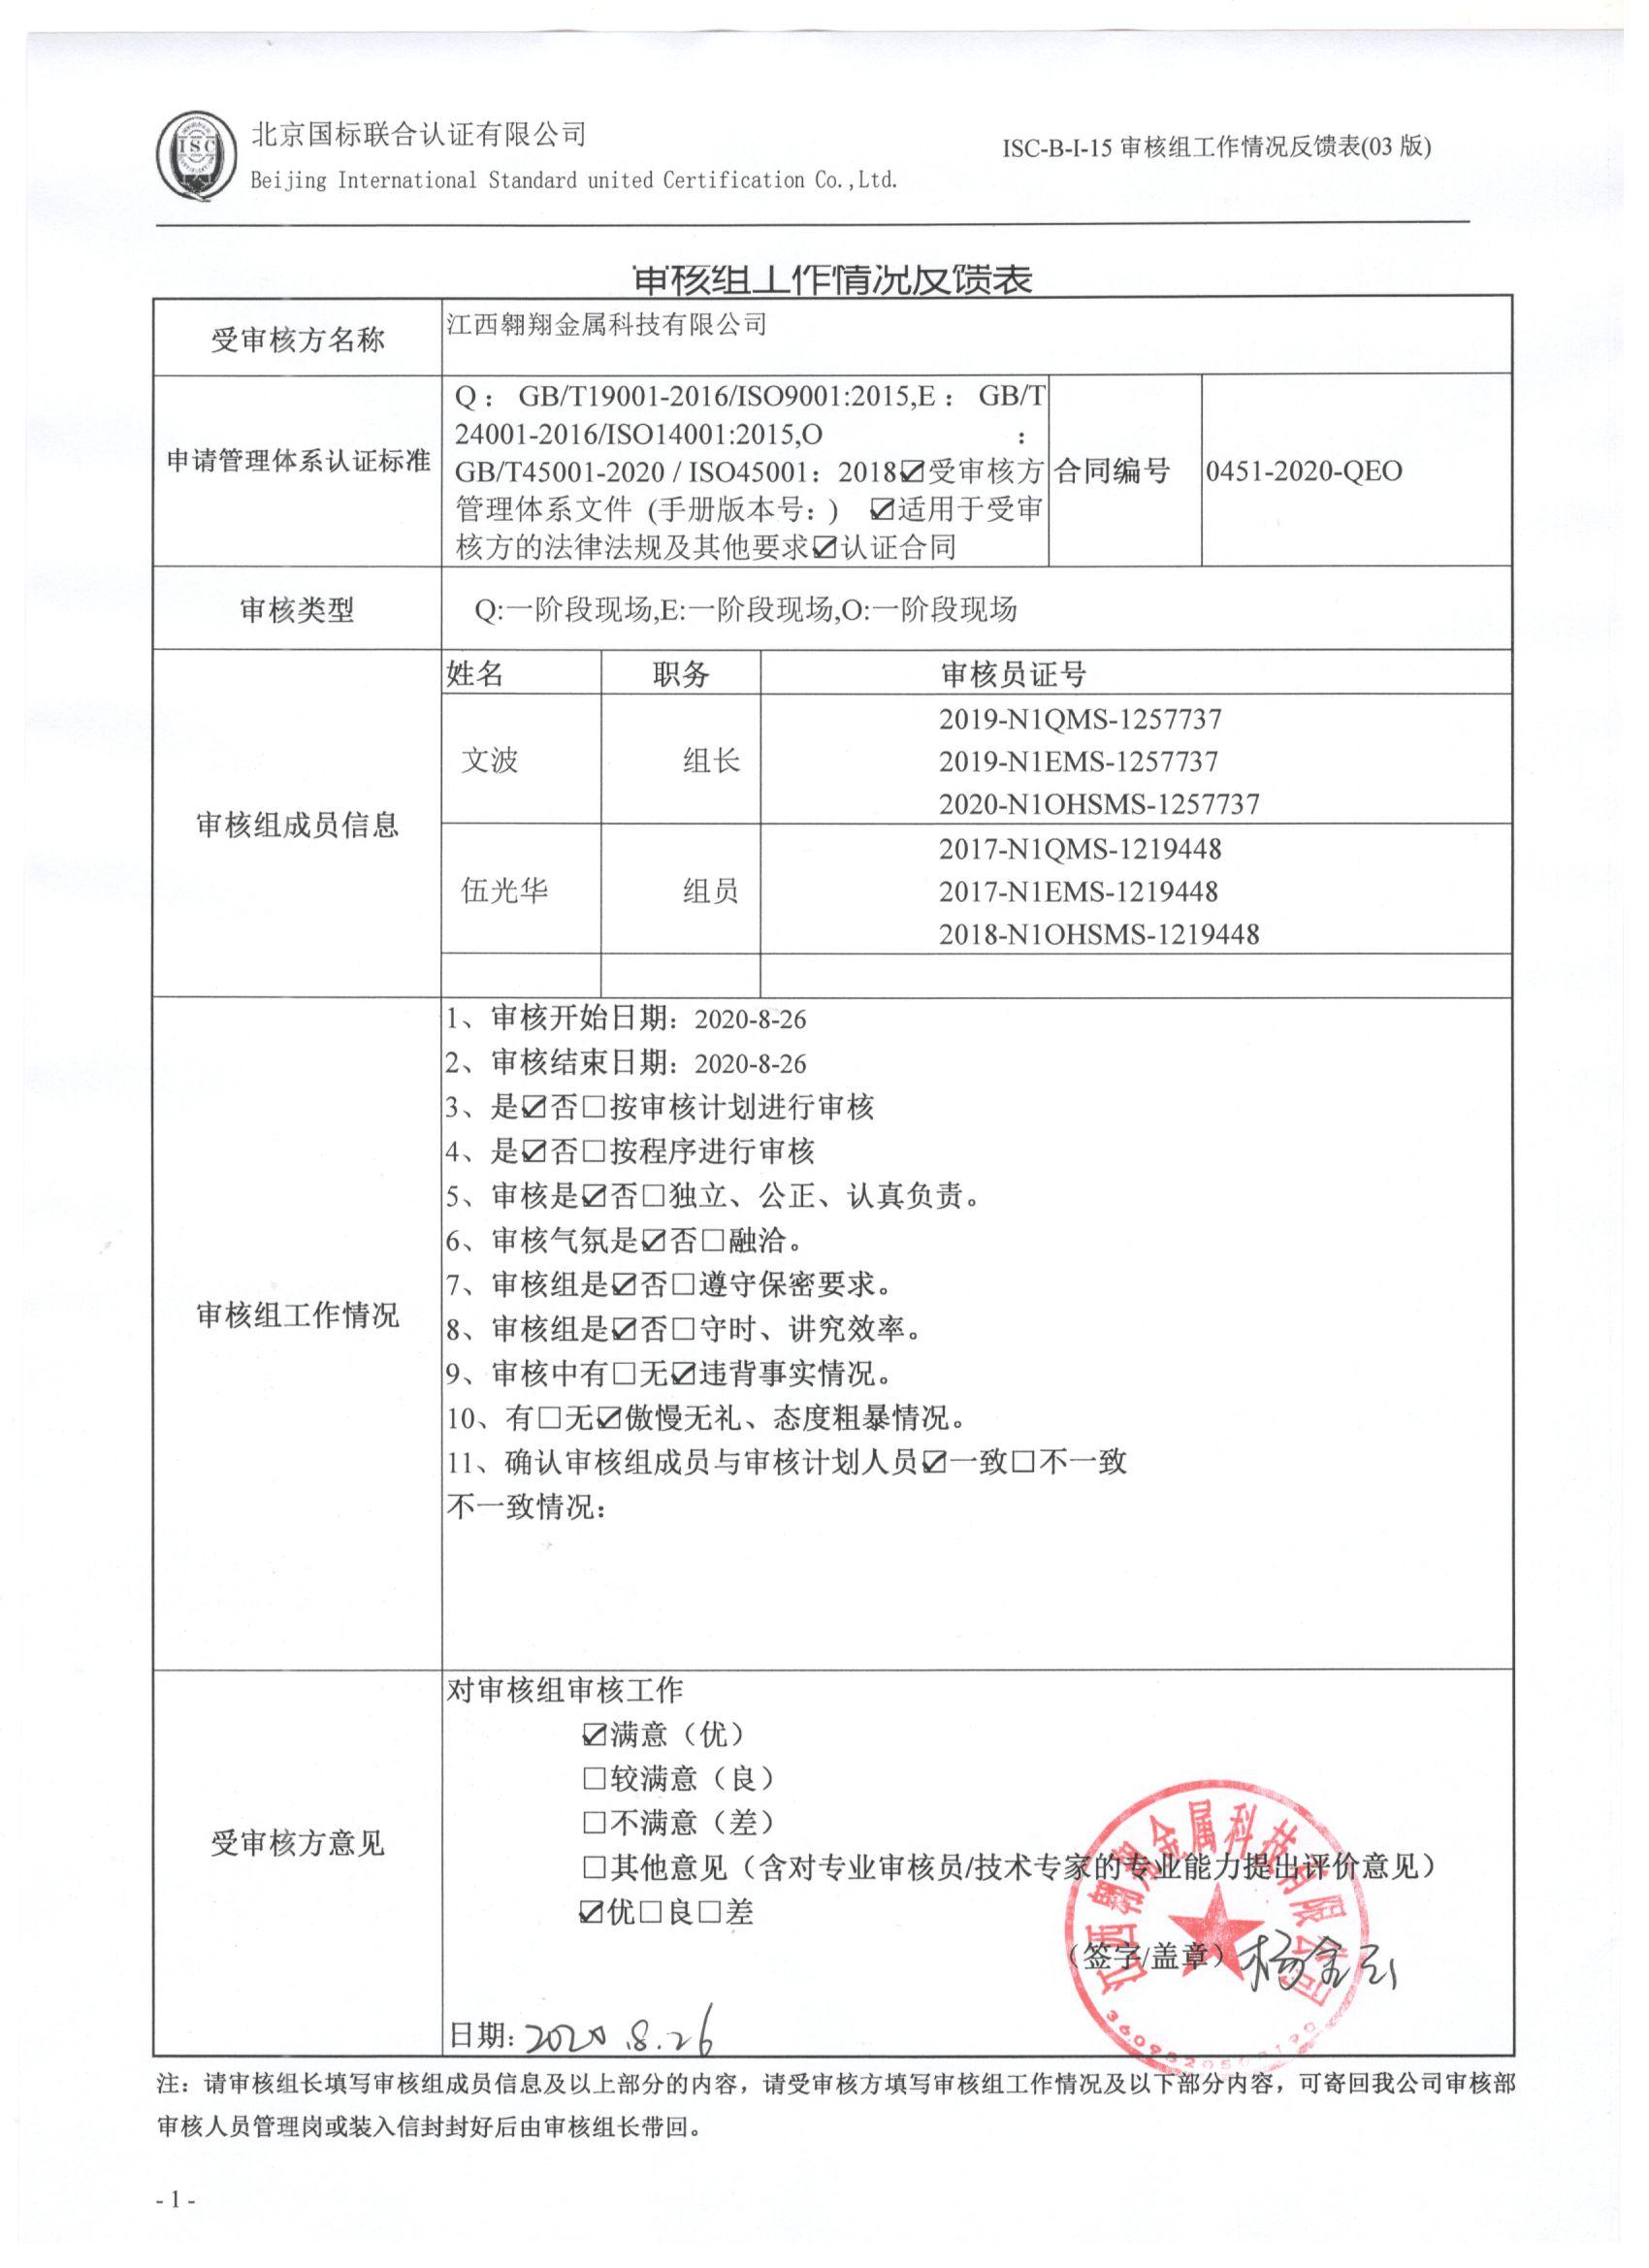 ISC
北京国标联合认证有限公司
Beijing International Standard united Certification Co.,Ltd.
ISC-B-I-15 审核组工作情况反馈表(03 版)
审核组工作情况反馈表
受审核方名称
江西翱翔金属科技有限公司
申请管理体系认证标准
Q： GB/T19001-2016/ISO9001:2015,E： GB/T
24001-2016/ISO14001:2015,O ：
GB/T45001-2020 / ISO45001：2018☑受审核方
管理体系文件 (手册版本号：) ☑适用于受审
核方的法律法规及其他要求☑认证合同
合同编号
0451-2020-QEO
审核类型
Q:一阶段现场,E:一阶段现场,O:一阶段现场
审核组成员信息
姓名 职务 审核员证号
文波 组长
2019-N1QMS-1257737
2019-N1EMS-1257737
2020-N1OHSMS-1257737
伍光华 组员
2017-N1QMS-1219448
2017-N1EMS-1219448
2018-N1OHSMS-1219448
审核组工作情况
1、审核开始日期：2020-8-26
2、审核结束日期：2020-8-26
3、是☑否□按审核计划进行审核
4、是☑否□按程序进行审核
5、审核是☑否□独立、公正、认真负责。
6、审核气氛是☑否□融洽。
7、审核组是☑否□遵守保密要求。
8、审核组是☑否□守时、讲究效率。
9、审核中有□无☑违背事实情况。
10、有□无☑傲慢无礼、态度粗暴情况。
11、确认审核组成员与审核计划人员☑一致□不一致
不一致情况：
受审核方意见
对审核组审核工作
☑满意（优）
□较满意（良）
□不满意（差）
□其他意见（含对专业审核员/技术专家的专业能力提出评价意见）
☑优□良□差
（签字/盖章）
江西翱翔金属科技有限公司
日期：2020.8.26
注：请审核组长填写审核组成员信息及以上部分的内容，请受审核方填写审核组工作情况及以下部分内容，可寄回我公司审核部
审核人员管理岗或装入信封封好后由审核组长带回。
- 1 -